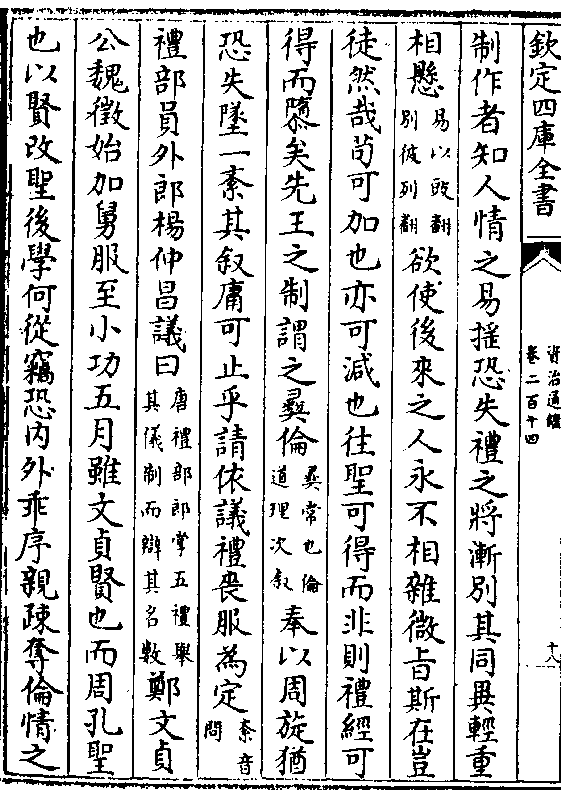 欽定四庫全書
資治通鑑
卷二百十四
十八
制作者知人情之易揺恐失禮之將漸别其同異輕重
相懸易以豉翻别彼列翻欲使後來之人永不相雜微旨斯在豈
徒然哉苟可加也亦可減也往聖可得而非則禮經可
得而隳矣先王之制謂之彞倫彞常也倫道理次叙奉以周旋猶
恐失墜一紊其叙庸可止乎請依議禮喪服為定紊音問
禮部員外郎楊仲昌議曰唐禮部郎掌五禮舉其儀制而辯其名數鄭文貞
公魏徵始加舅服至小功五月雖文貞賢也而周孔聖
也以賢改聖後學何從竊恐内外乖序親疎奪倫情之